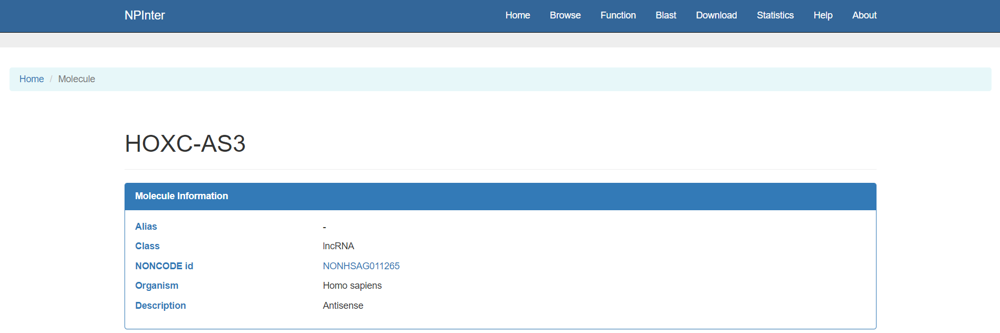 NPInter Home Browse Function Blast Download Statistics Help About
Home / Molecule
HOXC-AS3
Molecule Information
Alias -
Class lncRNA
NONCODE id NONHSAG011265
Organism Homo sapiens
Description Antisense